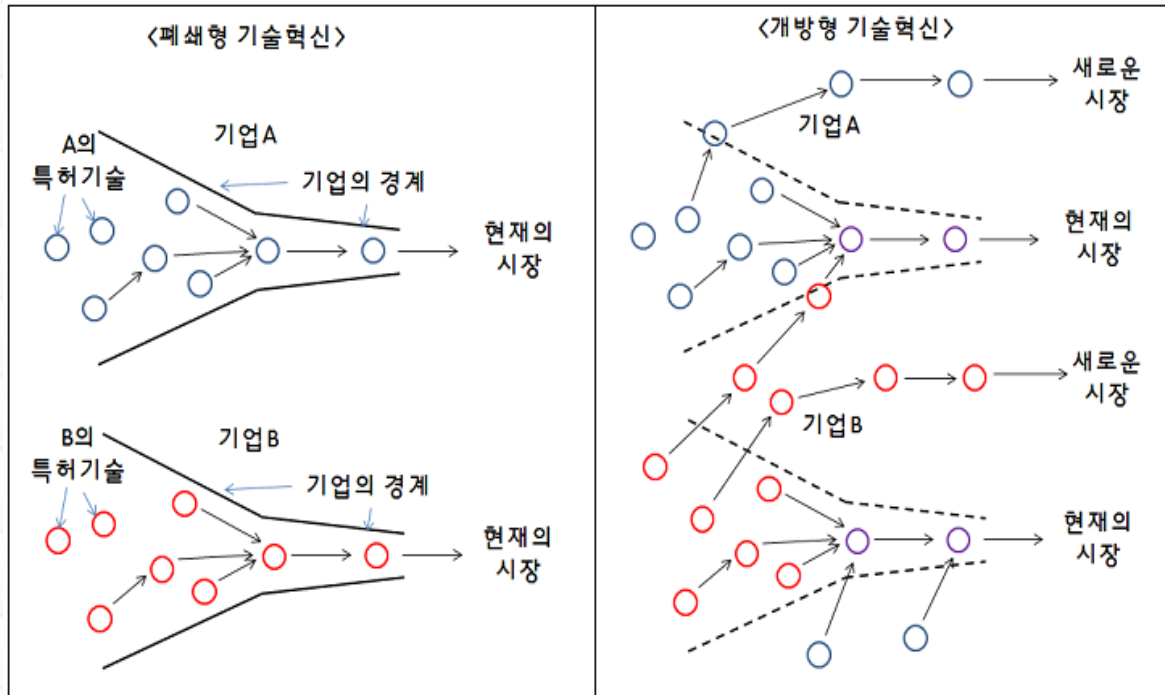 <폐쇄형 기술혁신>
기업A
A의
특허기술
기업의 경계
현재의
시장
기업B
B의
특허기술
기업의 경계
현재의
시장
<개방형 기술혁신>
새로운
시장
기업A
현재의
시장
새로운
시장
기업B
현재의
시장